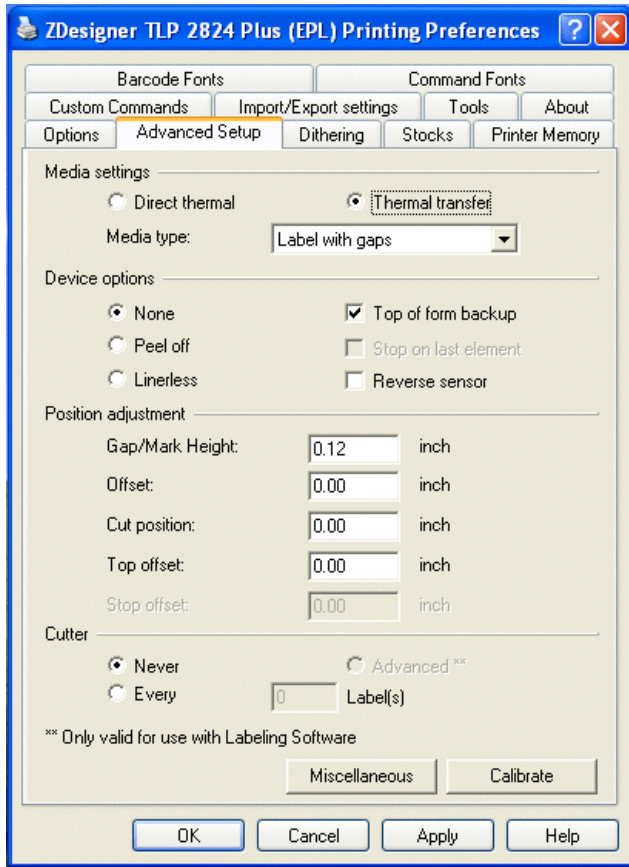 ZDesigner TLP 2824 Plus (EPL) Printing Preferences
Barcode Fonts Command Fonts
Custom Commands Import/Export settings Tools About
Options Advanced Setup Dithering Stocks Printer Memory
Media settings
Direct thermal Thermal transfer
Media type: Label with gaps
Device options
None Top of form backup
Peel off Stop on last element
Linerless Reverse sensor
Position adjustment
Gap/Mark Height: 0.12 inch
Offset: 0.00 inch
Cut position: 0.00 inch
Top offset: 0.00 inch
Stop offset: 0.00 inch
Cutter
Never Advanced **
Every 0 Label(s)
** Only valid for use with Labeling Software
Miscellaneous Calibrate
OK Cancel Apply Help